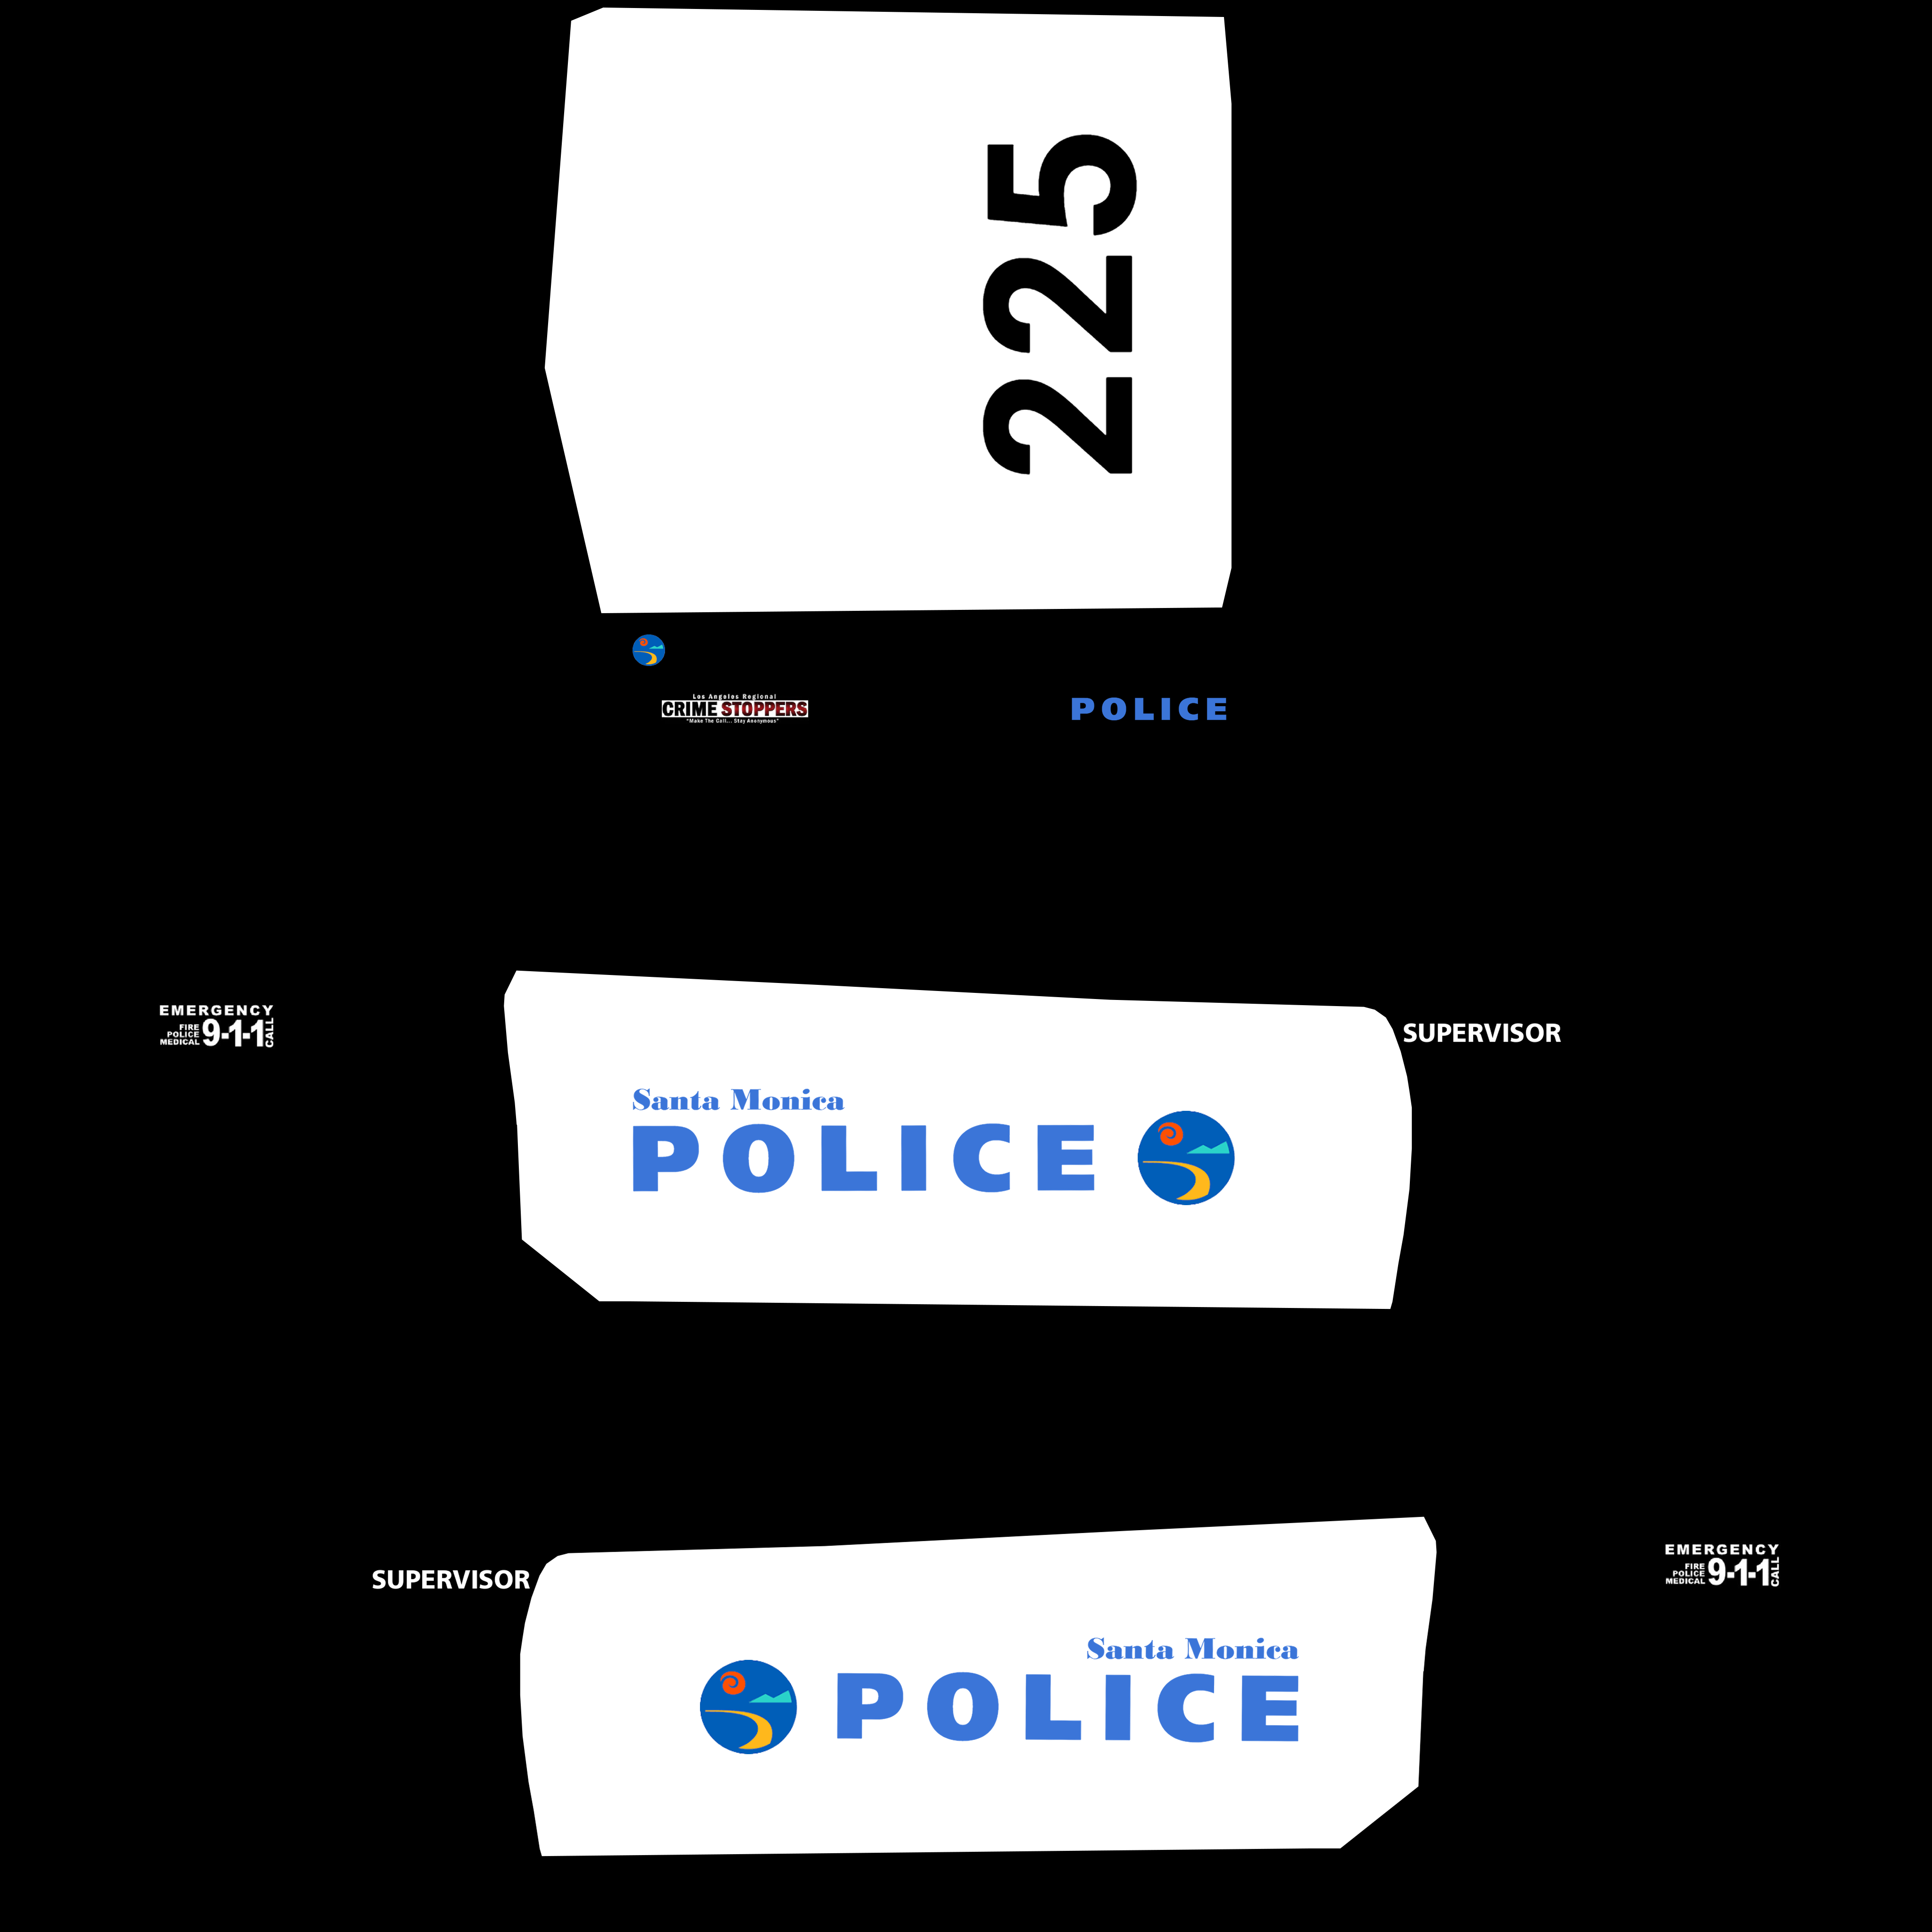 225
Los Angeles Regional
CRIME STOPPERS
"Make The Call... Stay Anonymous"
POLICE
EMERGENCY
FIRE
POLICE
MEDICAL
9-1-1
CALL
SUPERVISOR
Santa Monica
POLICE
SUPERVISOR
EMERGENCY
FIRE
POLICE
MEDICAL
9-1-1
CALL
Santa Monica
POLICE